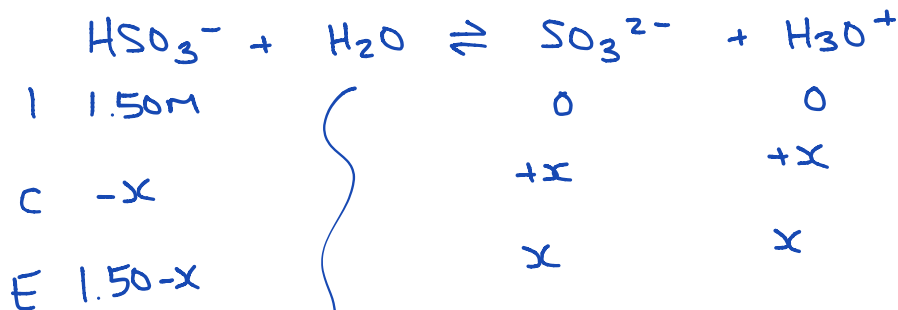 HSO₃⁻ + H₂O ⇌ SO₃²⁻ + H₃O⁺
I 1.50M 0 0
C -x +x +x
E 1.50-x x x